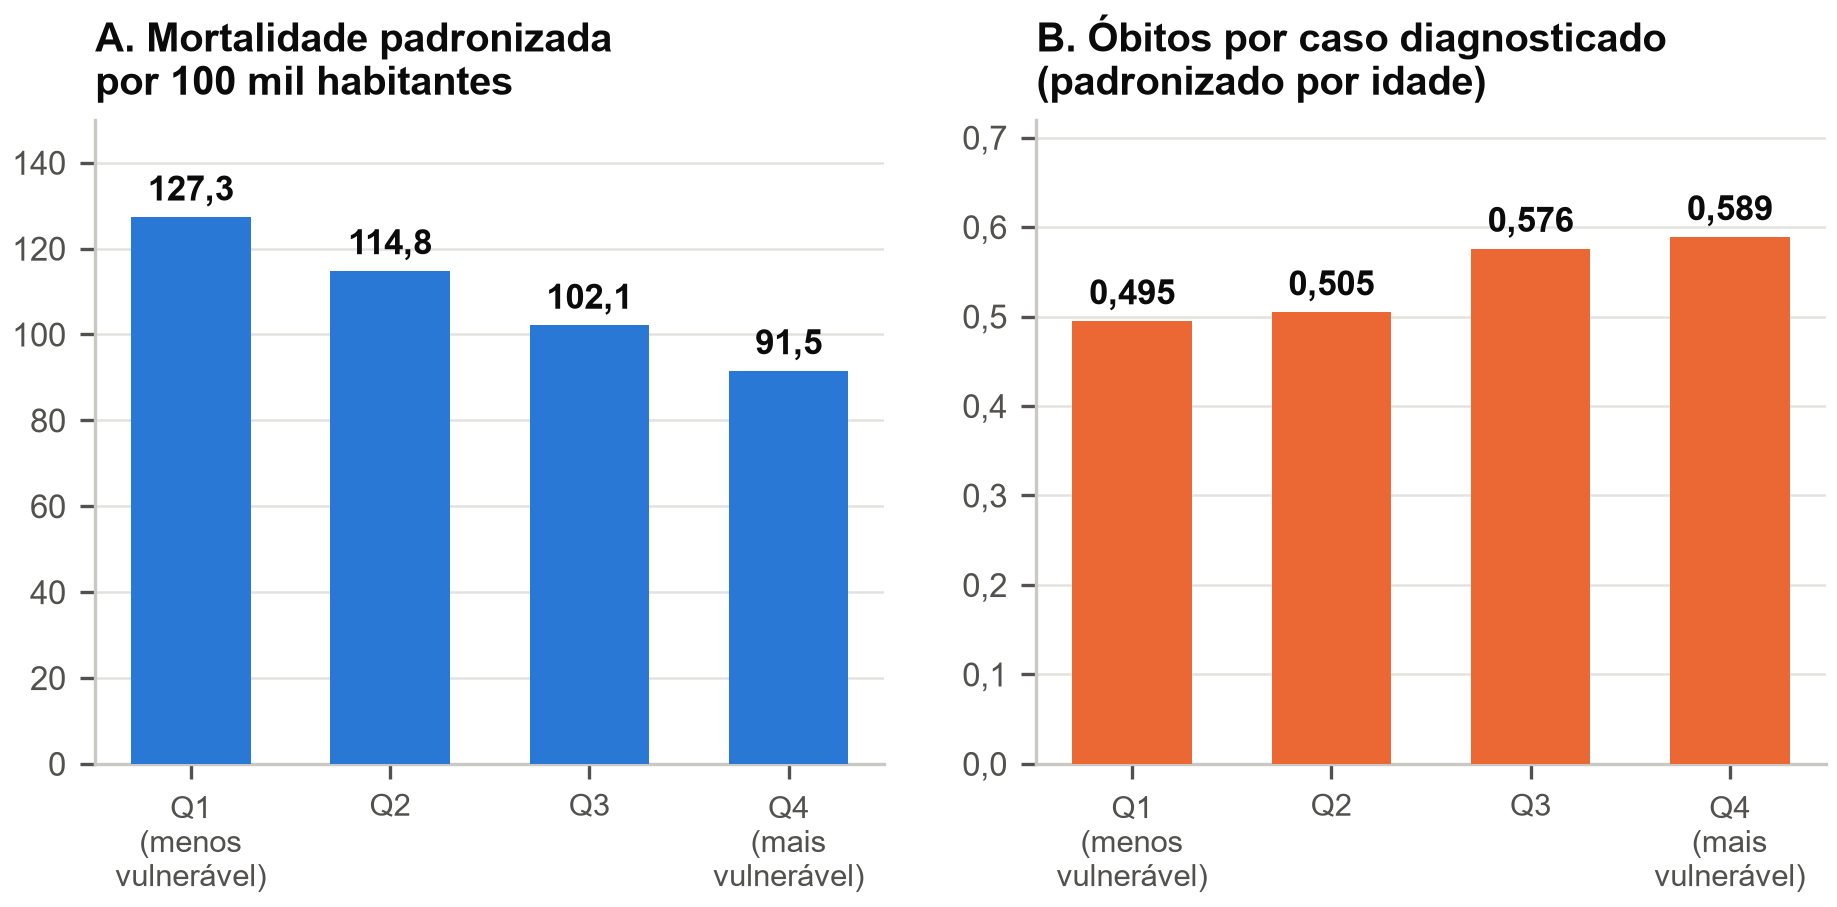 A. Mortalidade padronizada
por 100 mil habitantes
140
120
100
80
60
40
20
0
127,3
114,8
102,1
91,5
Q1
(menos
vulnerável)
Q2
Q3
Q4
(mais
vulnerável)
B. Óbitos por caso diagnosticado
(padronizado por idade)
0,7
0,6
0,5
0,4
0,3
0,2
0,1
0,0
0,495
0,505
0,576
0,589
Q1
(menos
vulnerável)
Q2
Q3
Q4
(mais
vulnerável)